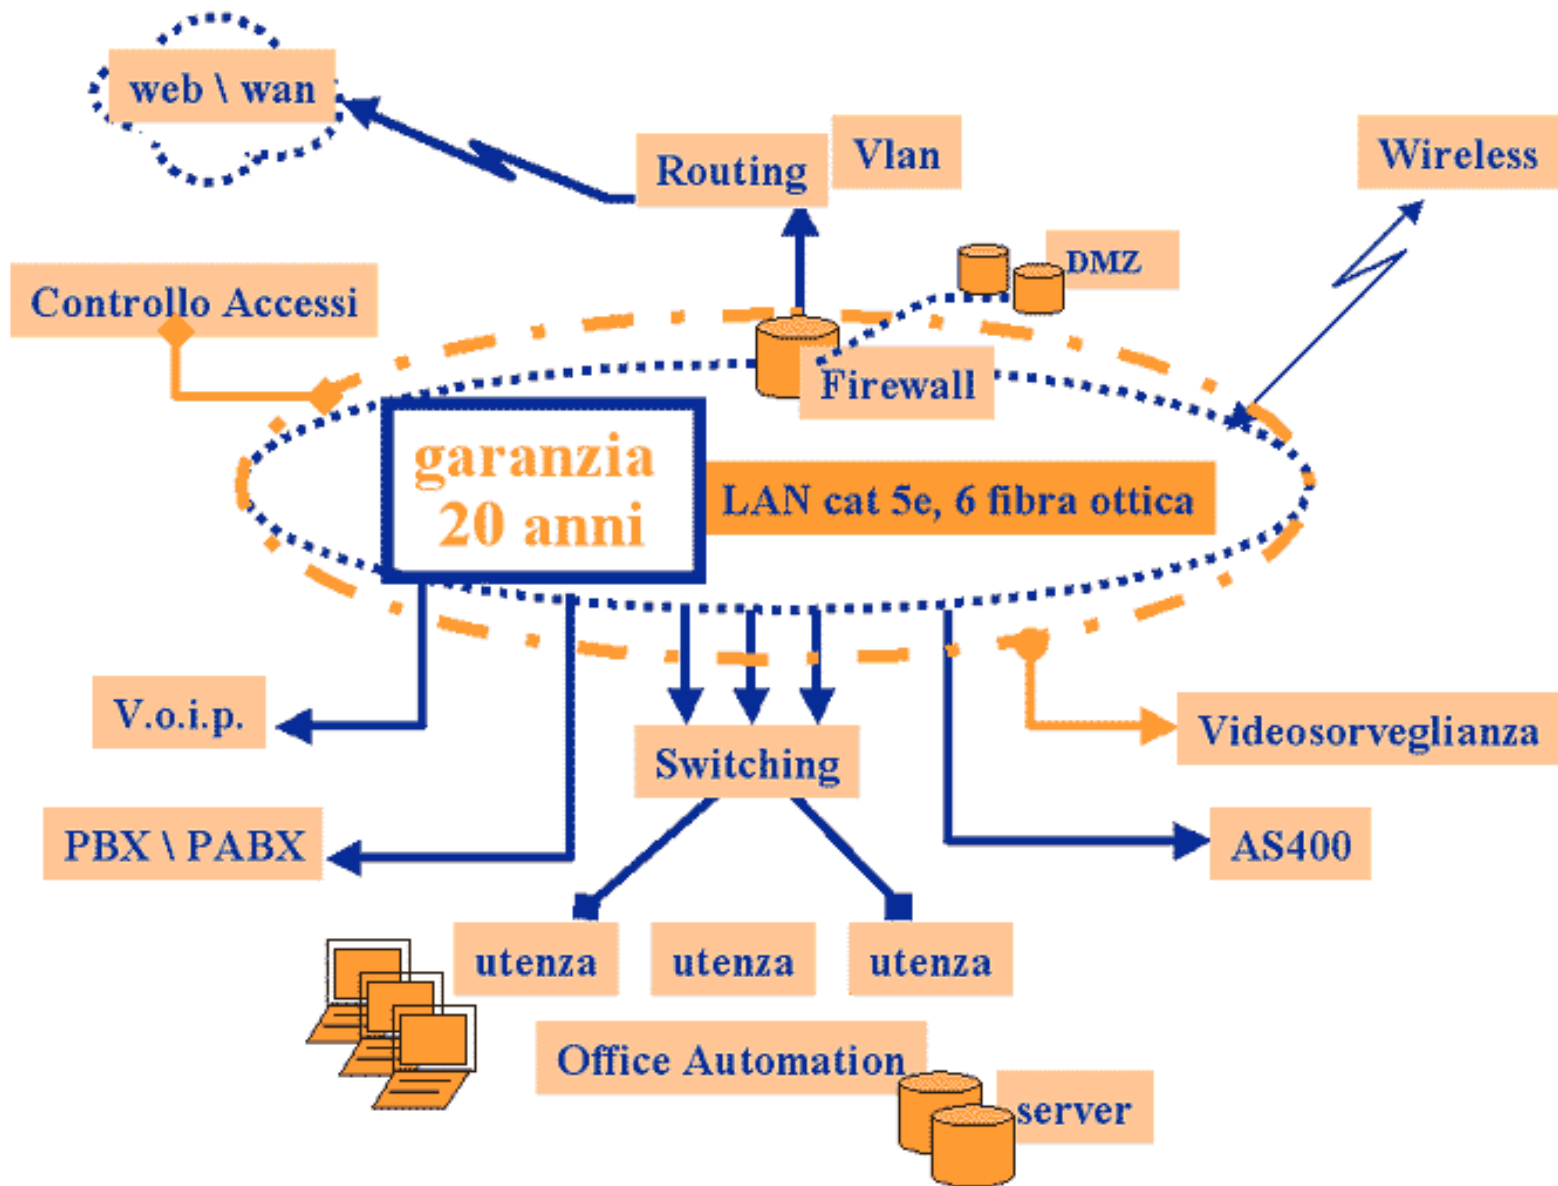 web \ wan
Routing
Vlan
Wireless
DMZ
Controllo Accessi
Firewall
garanzia
20 anni
LAN cat 5e, 6 fibra ottica
V.o.i.p.
Switching
Videosorveglianza
PBX \ PABX
AS400
utenza
utenza
utenza
Office Automation
server